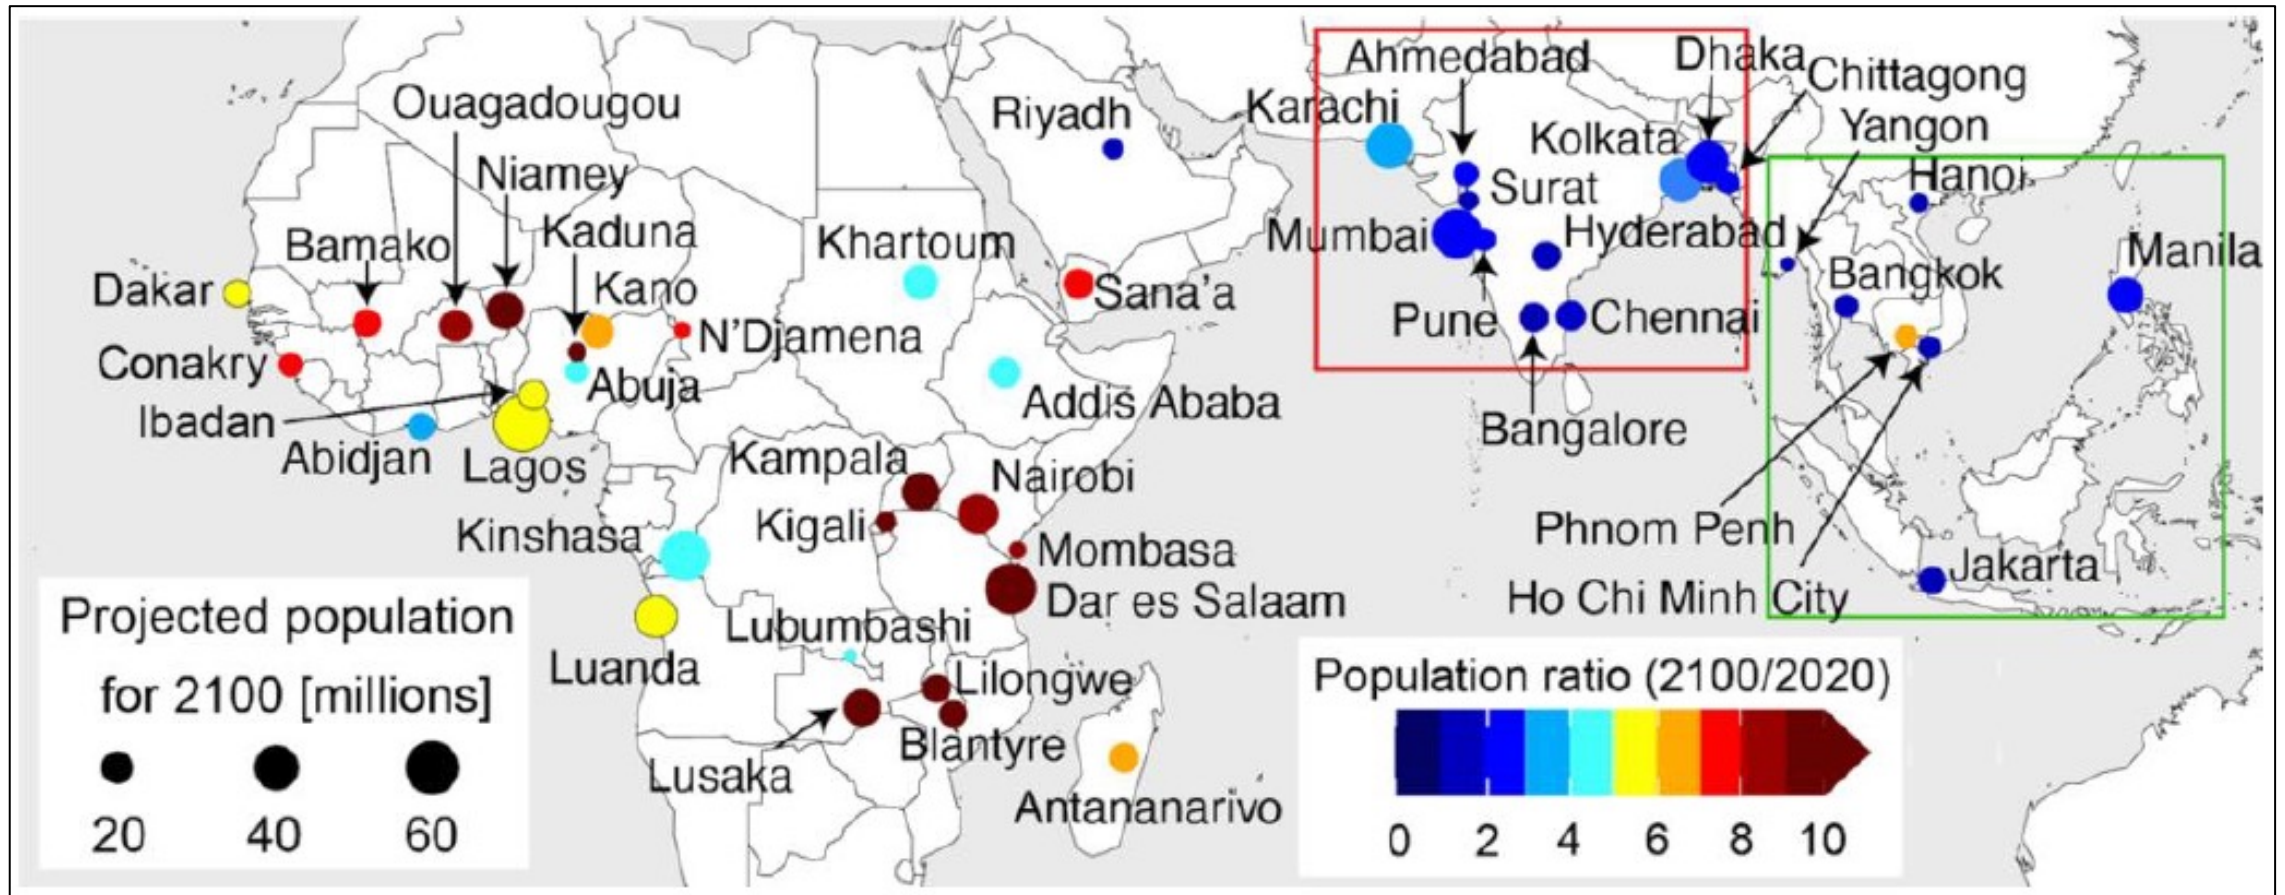 Ahmedabad
Dhaka
Chittagong
Ouagadougou
Riyadh
Karachi
Yangon
Kolkata
Niamey
Hanoi
Surat
Bamako
Kaduna
Khartoum
Mumbai
Hyderabad
Manila
Dakar
Kano
Sana'a
Bangkok
N'Djamena
Pune
Chennai
Conakry
Abuja
Ibadan
Addis Ababa
Bangalore
Abidjan
Lagos
Kampala
Nairobi
Kinshasa
Kigali
Phnom Penh
Mombasa
Jakarta
Dar es Salaam
Ho Chi Minh City
Lubumbashi
Luanda
Lilongwe
Blantyre
Lusaka
Antananarivo
Projected population
for 2100 [millions]
20 40 60
Population ratio (2100/2020)
0 2 4 6 8 10